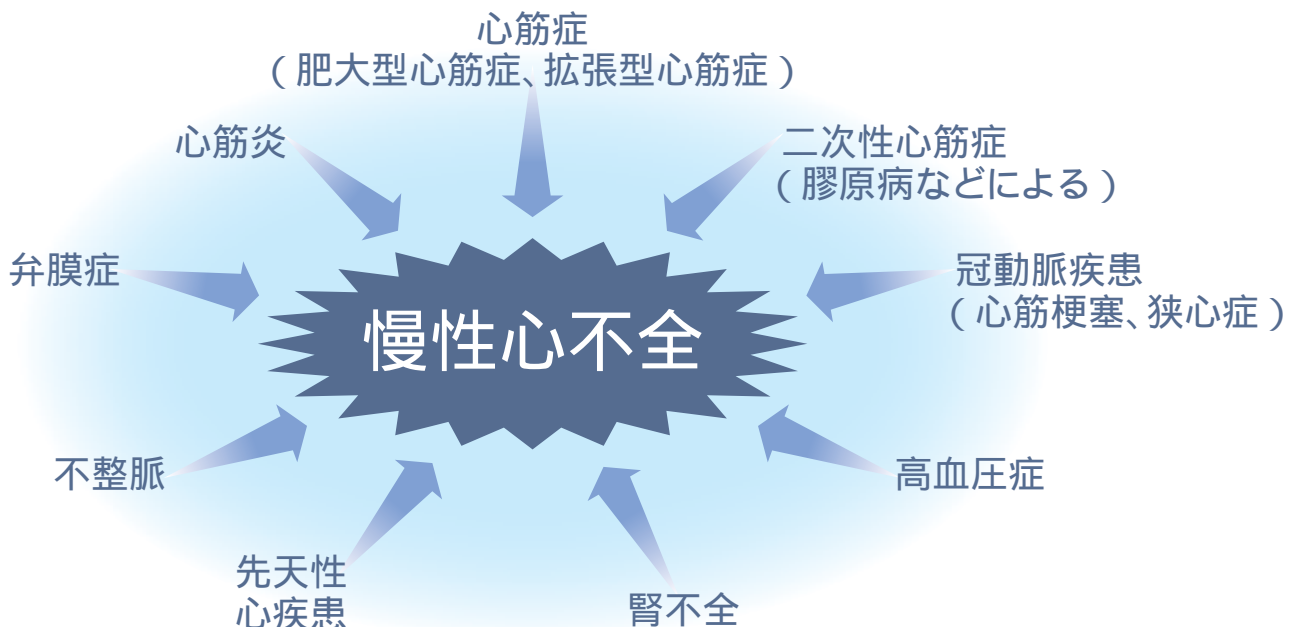 心筋症
(肥大型心筋症、拡張型心筋症)
心筋炎
二次性心筋症
(膠原病などによる)
弁膜症
冠動脈疾患
(心筋梗塞、狭心症)
慢性心不全
不整脈
高血圧症
先天性
心疾患
腎不全